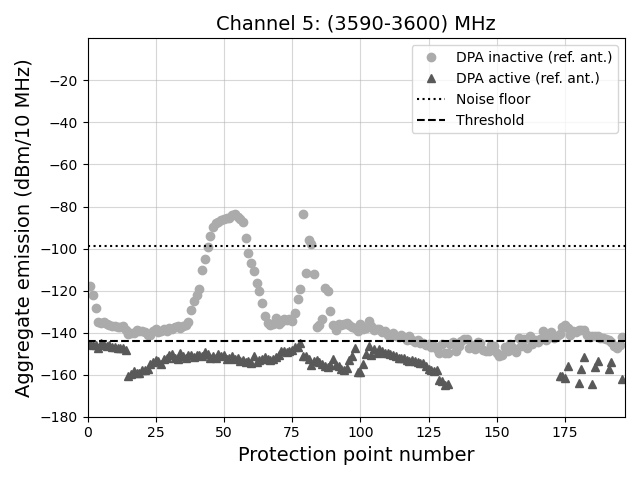 Channel 5: (3590-3600) MHz
DPA inactive (ref. ant.)
DPA active (ref. ant.)
Noise floor
Threshold
Aggregate emission (dBm/10 MHz)
−20
−40
−60
−80
−100
−120
−140
−160
−180
0 25 50 75 100 125 150 175
Protection point number